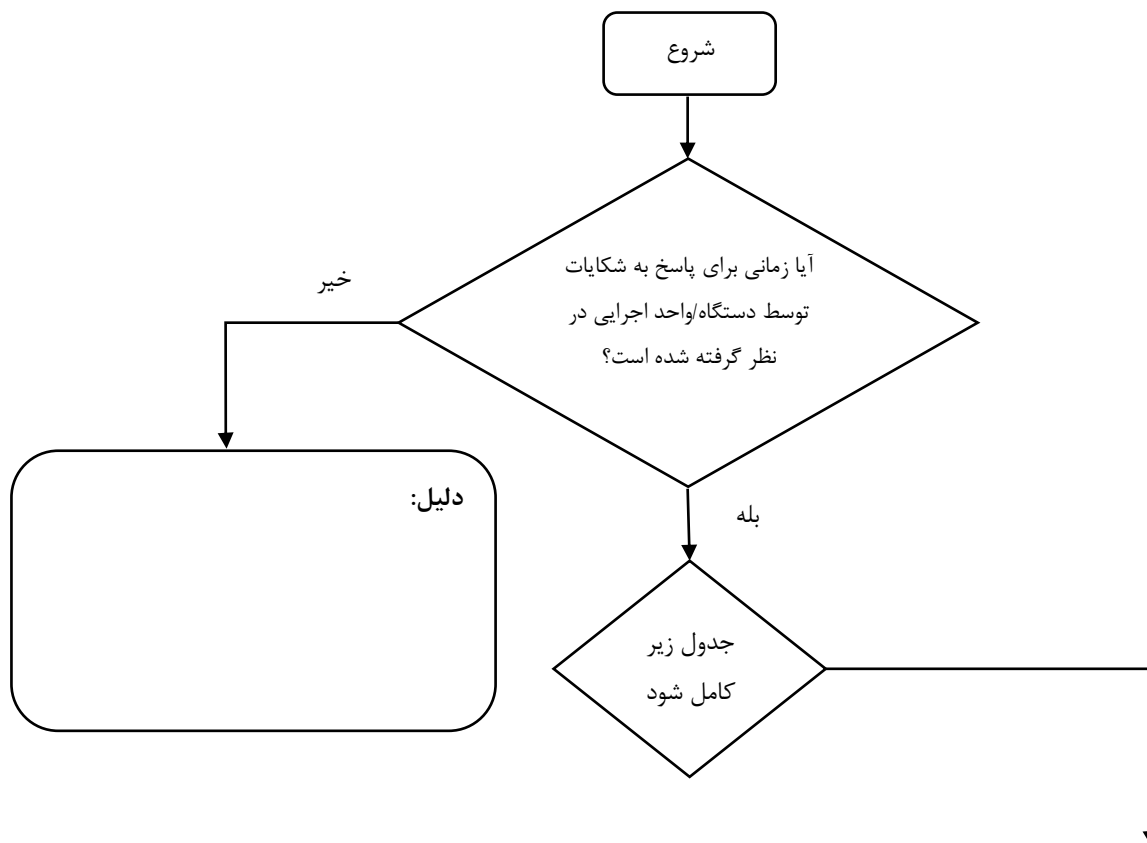 شروع
آیا زمانی برای پاسخ به شکایات
توسط دستگاه/واحد اجرایی در
نظر گرفته شده است؟
خیر
دلیل:
بله
جدول زیر
کامل شود